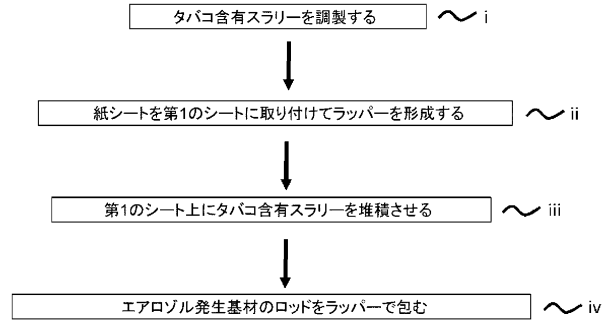 タバコ含有スラリーを調製する i
紙シートを第1のシートに取り付けてラッパーを形成する ii
第1のシート上にタバコ含有スラリーを堆積させる iii
エアロゾル発生基材のロッドをラッパーで包む iv